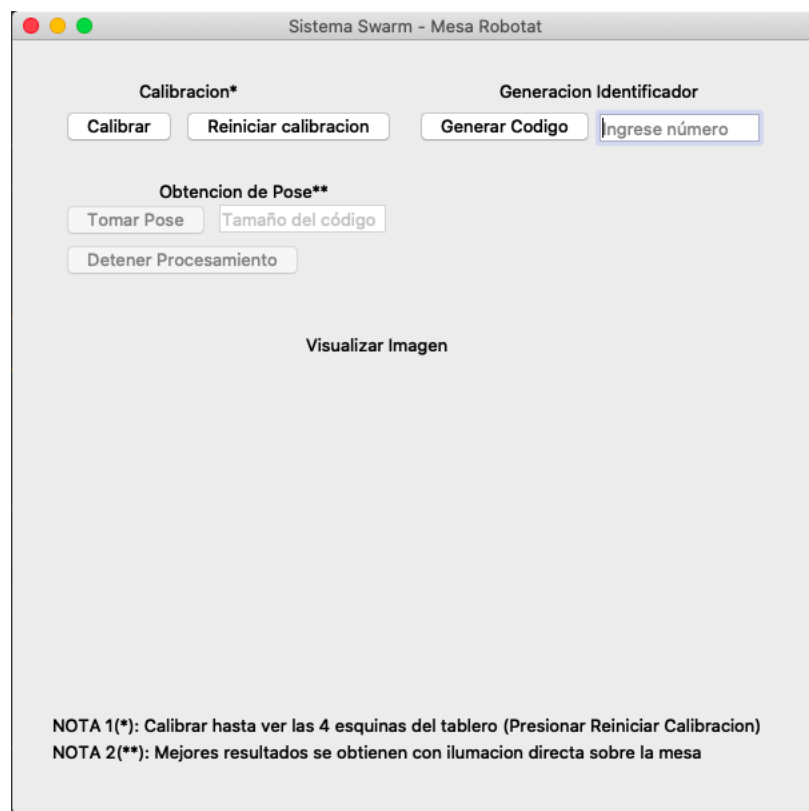 Sistema Swarm - Mesa Robotat
Calibracion* Generacion Identificador
Calibrar Reiniciar calibracion Generar Codigo Ingrese número
Obtencion de Pose**
Tomar Pose Tamaño del código
Detener Procesamiento
Visualizar Imagen
NOTA 1(*): Calibrar hasta ver las 4 esquinas del tablero (Presionar Reiniciar Calibracion)
NOTA 2(**): Mejores resultados se obtienen con ilumacion directa sobre la mesa